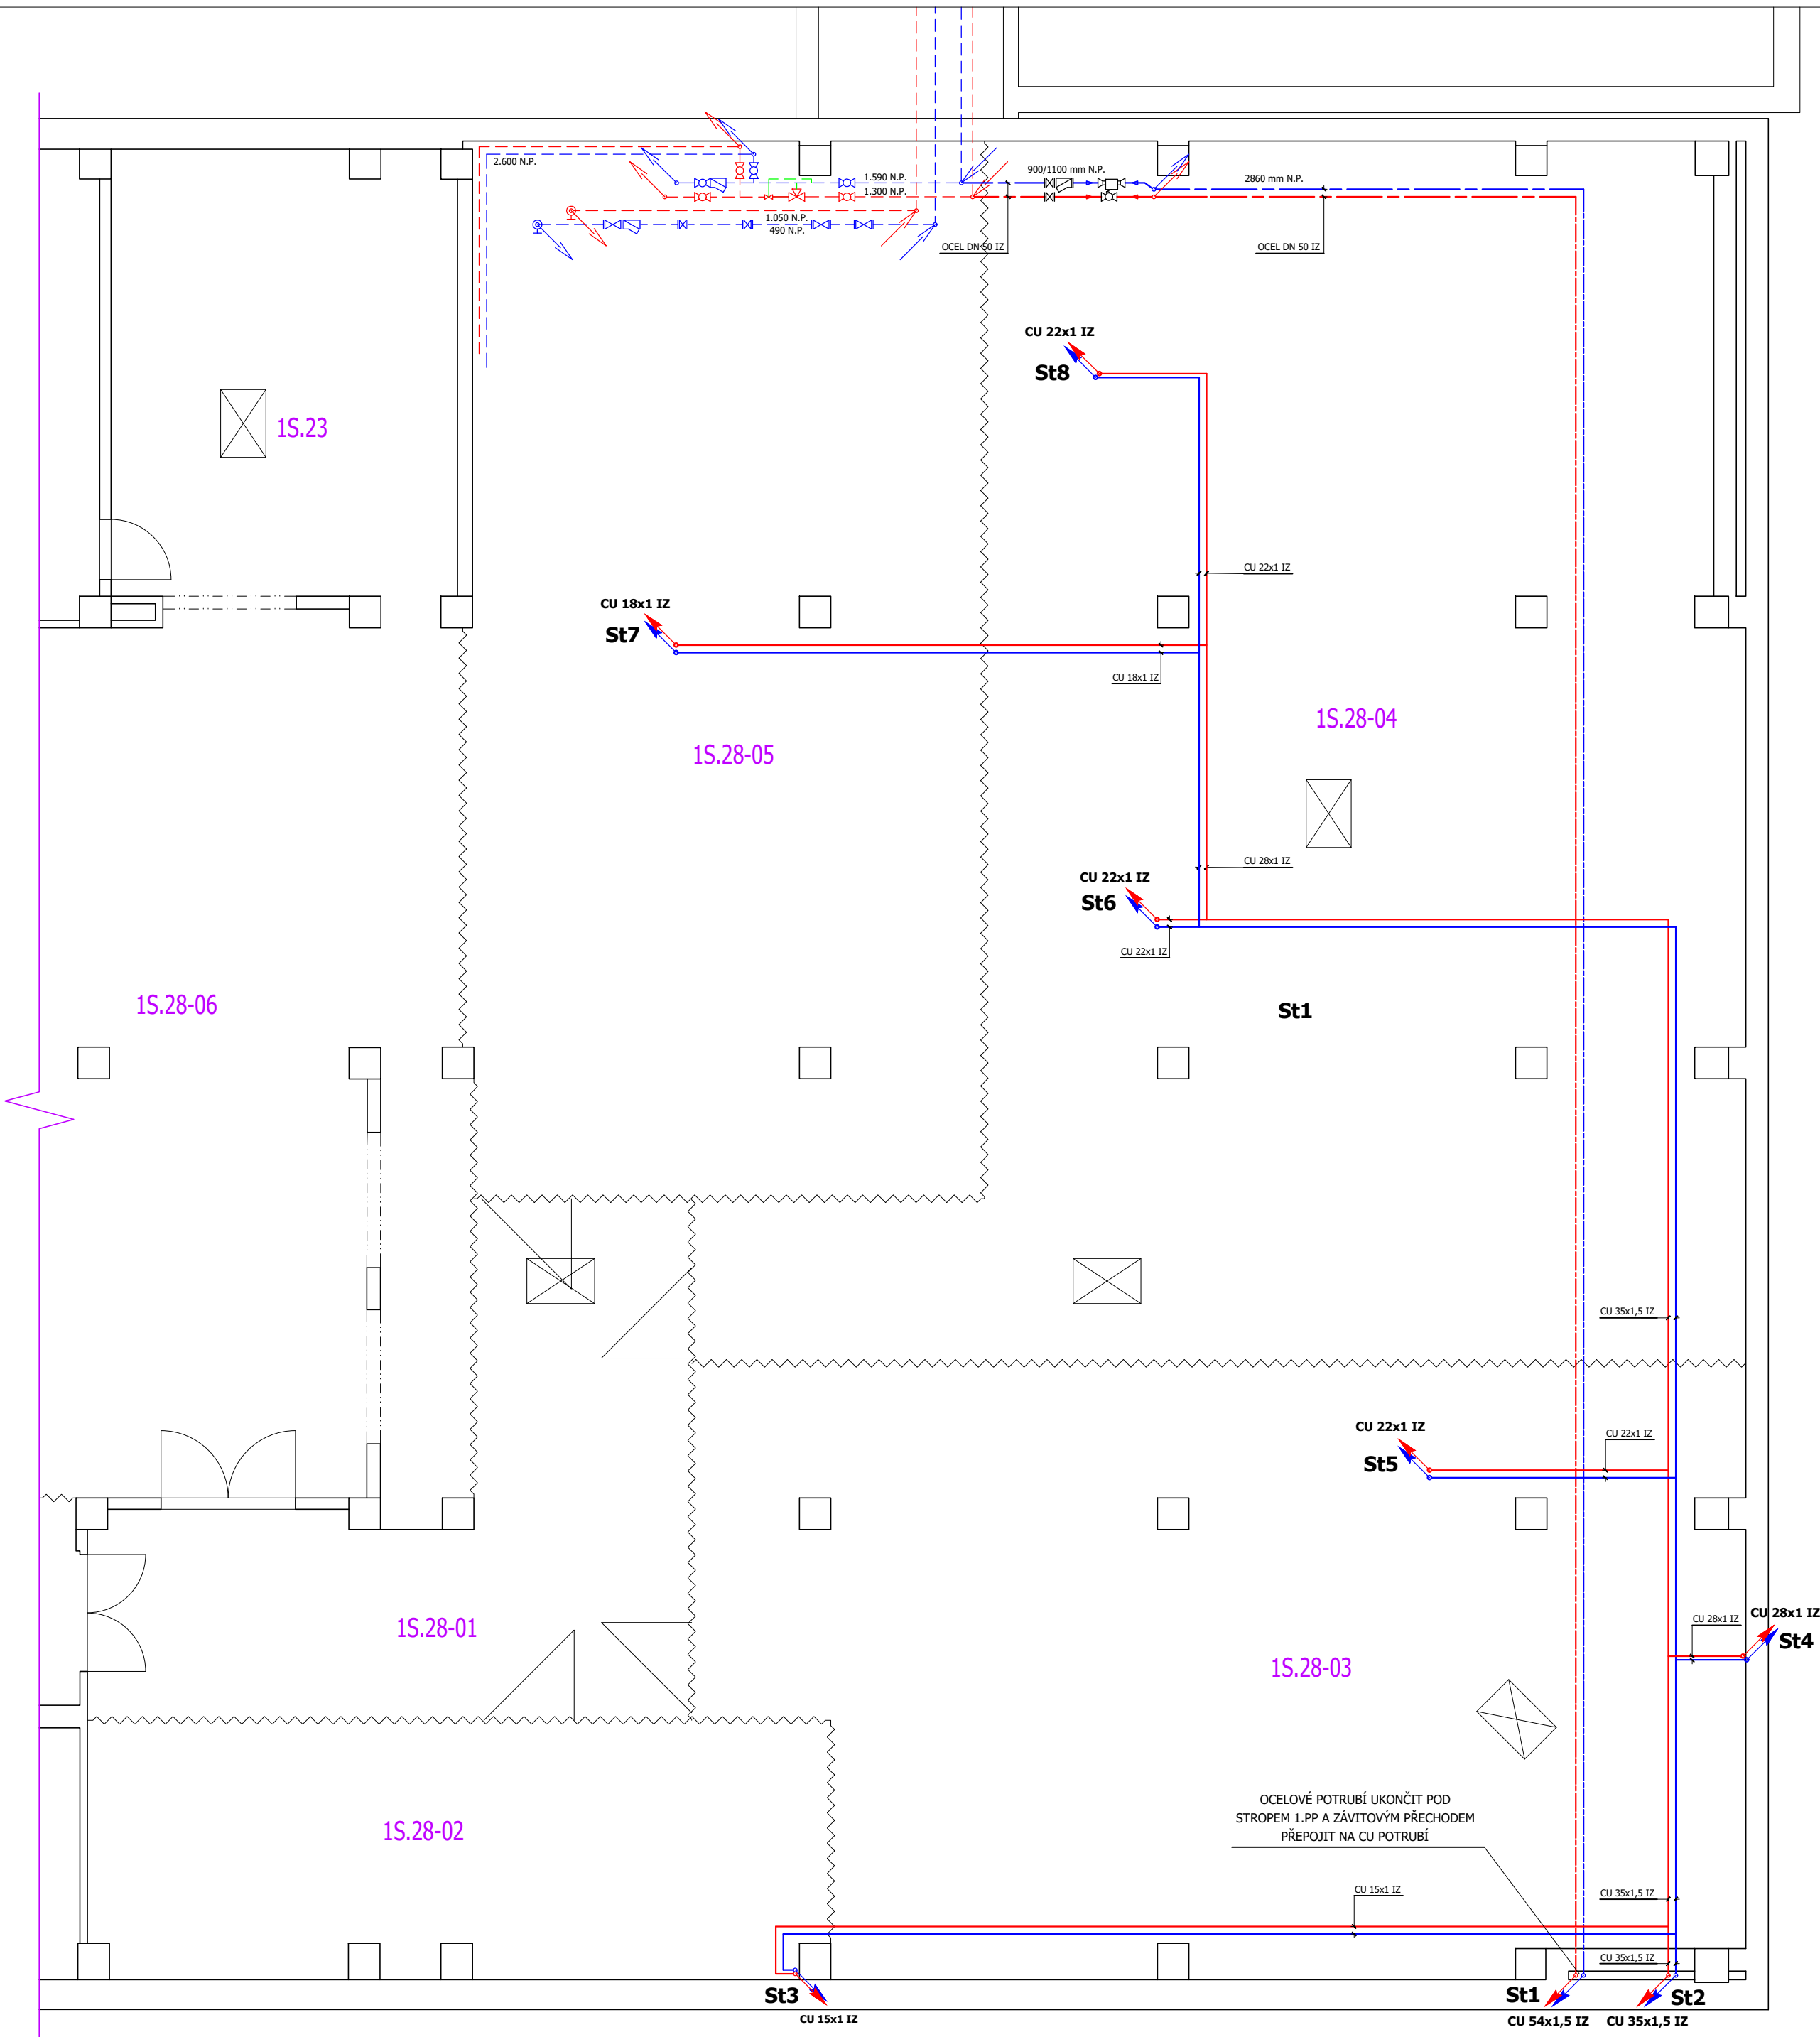 2.600 N.P.
1.590 N.P.
1.300 N.P.
1.050 N.P.
490 N.P.
900/1100 mm N.P.
2860 mm N.P.
OCEL DN 50 IZ
OCEL DN 50 IZ
CU 22x1 IZ
St8
1S.23
CU 22x1 IZ
CU 18x1 IZ
St7
CU 18x1 IZ
1S.28-04
1S.28-05
CU 28x1 IZ
CU 22x1 IZ
St6
CU 22x1 IZ
1S.28-06
St1
CU 35x1,5 IZ
CU 22x1 IZ
St5
CU 22x1 IZ
CU 28x1 IZ
CU 28x1 IZ
St4
1S.28-01
1S.28-03
OCELOVÉ POTRUBÍ UKONČIT POD
STROPEM 1.PP A ZÁVITOVÝM PŘECHODEM
PŘEPOJIT NA CU POTRUBÍ
1S.28-02
CU 15x1 IZ
CU 35x1,5 IZ
CU 35x1,5 IZ
St3
CU 15x1 IZ
St1
St2
CU 54x1,5 IZ
CU 35x1,5 IZ